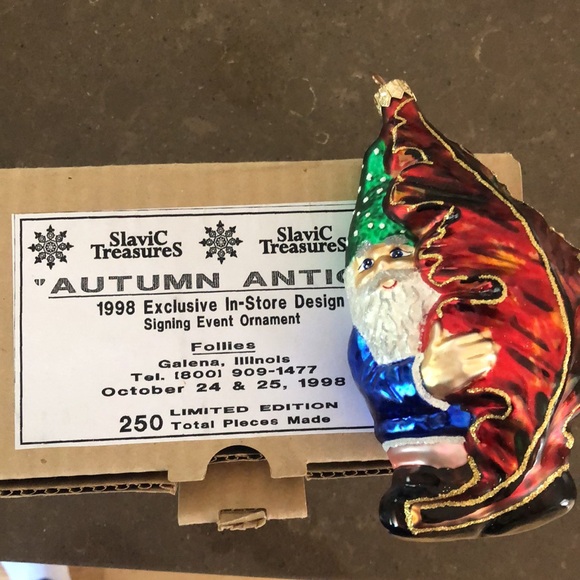 SlaviC SlaviC
TreasureS TreasureS
"AUTUMN ANTIC
1998 Exclusive In-Store Design
Signing Event Ornament
Follies
Galena, Illinois
Tel. (800) 909-1477
October 24 & 25, 1998
250 LIMITED EDITION
Total Pieces Made